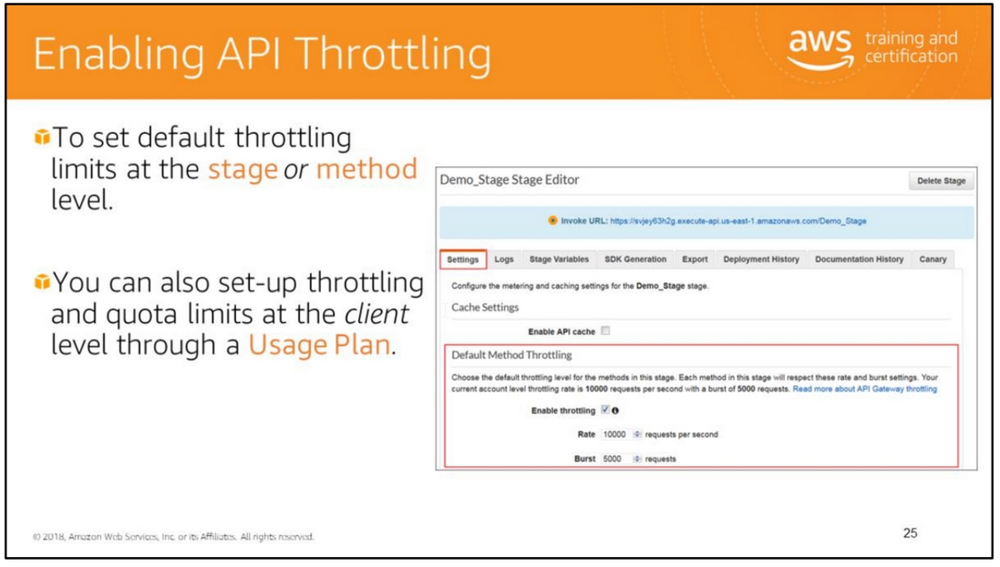 Enabling API Throttling
aws training and
certification
To set default throttling
limits at the stage or method
level.
You can also set-up throttling
and quota limits at the client
level through a Usage Plan.
Demo_Stage Stage Editor
Delete Stage
Invoke URL: https://svjey63h2g.execute-api.us-east-1.amazonaws.com/Demo_Stage
Settings Logs Stage Variables SDK Generation Export Deployment History Documentation History Canary
Configure the metering and caching settings for the Demo_Stage stage.
Cache Settings
Enable API cache
Default Method Throttling
Choose the default throttling level for the methods in this stage. Each method in this stage will respect these rate and burst settings. Your
current account level throttling rate is 10000 requests per second with a burst of 5000 requests. Read more about API Gateway throttling
Enable throttling
Rate 10000 requests per second
Burst 5000 requests
© 2018, Amazon Web Services, Inc. or its Affiliates. All rights reserved.
25